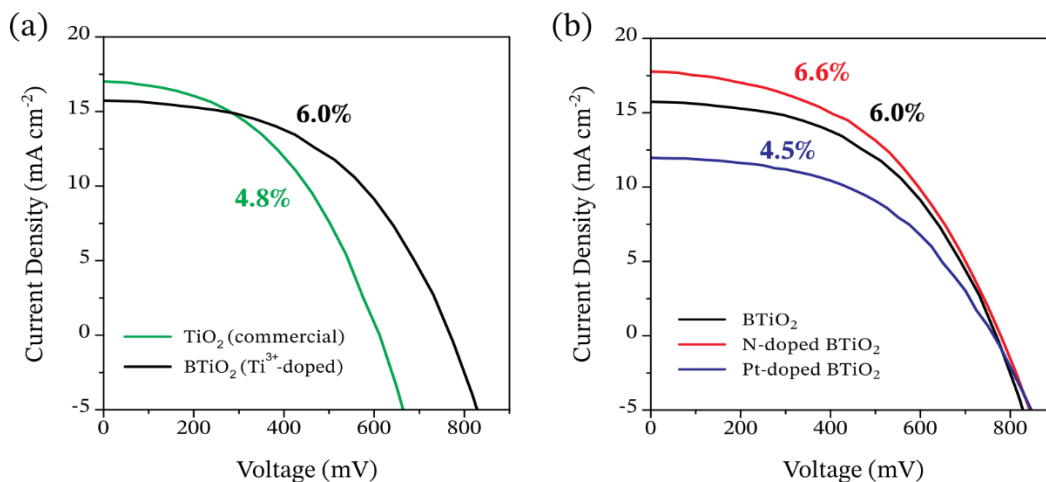 (a)
20
15
10
5
0
-5
Current Density (mA cm⁻²)
6.0%
4.8%
TiO₂ (commercial)
BTiO₂ (Ti³⁺-doped)
0 200 400 600 800
Voltage (mV)
(b)
20
15
10
5
0
-5
Current Density (mA cm⁻²)
6.6%
6.0%
4.5%
BTiO₂
N-doped BTiO₂
Pt-doped BTiO₂
0 200 400 600 800
Voltage (mV)